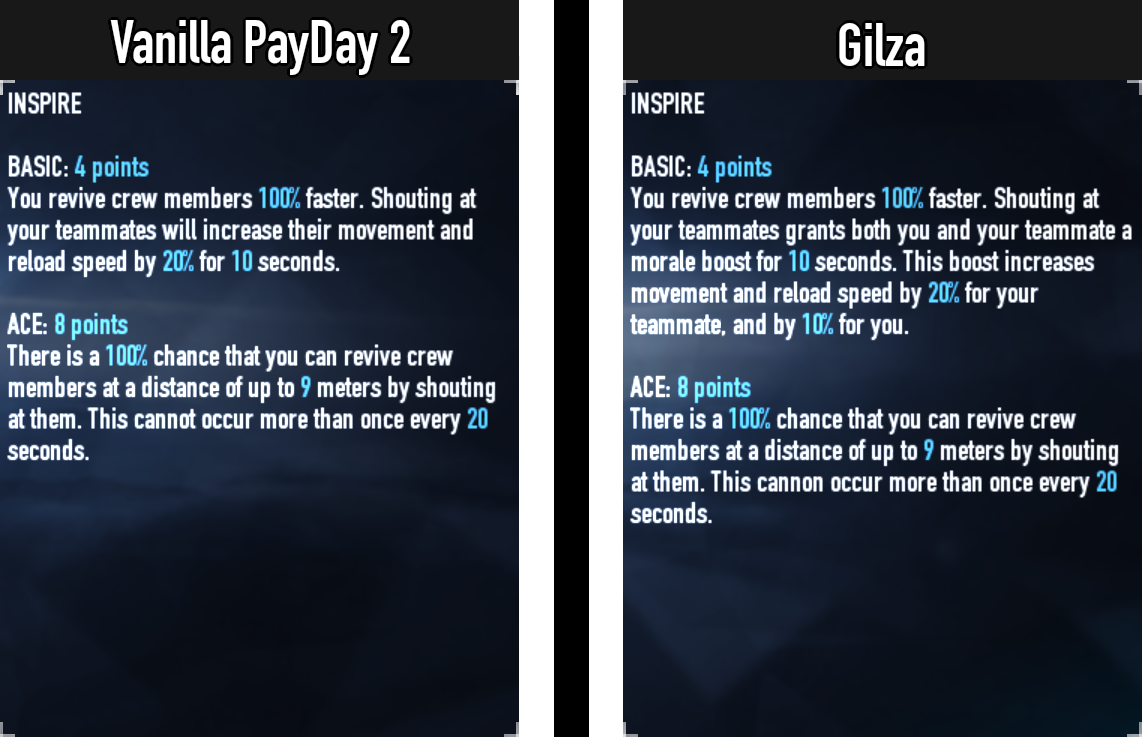 Vanilla PayDay 2
INSPIRE
BASIC: 4 points
You revive crew members 100% faster. Shouting at
your teammates will increase their movement and
reload speed by 20% for 10 seconds.
ACE: 8 points
There is a 100% chance that you can revive crew
members at a distance of up to 9 meters by shouting
at them. This cannot occur more than once every 20
seconds.
Gilza
INSPIRE
BASIC: 4 points
You revive crew members 100% faster. Shouting at
your teammates grants both you and your teammate a
morale boost for 10 seconds. This boost increases
movement and reload speed by 20% for your
teammate, and by 10% for you.
ACE: 8 points
There is a 100% chance that you can revive crew
members at a distance of up to 9 meters by shouting
at them. This cannon occur more than once every 20
seconds.